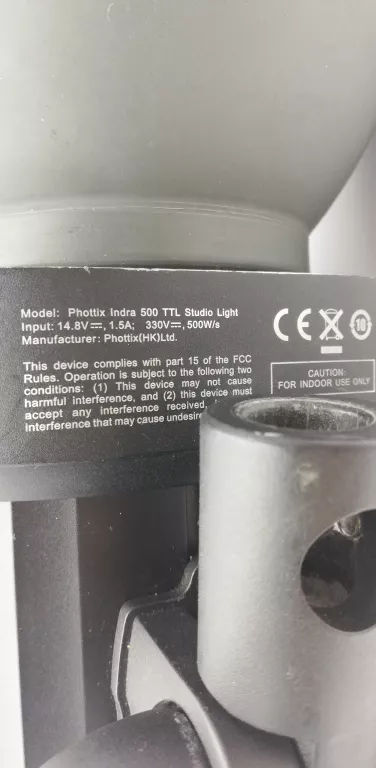 Model: Phottix Indra 500 TTL Studio Light
Input: 14.8V⎓, 1.5A; 330V⎓, 500W/s
Manufacturer: Phottix(HK)Ltd.
This device complies with part 15 of the FCC
Rules. Operation is subject to the following two
conditions: (1) This device may not cause
harmful interference, and (2) this device must
accept any interference received,
interference that may cause
CE
10
CAUTION:
FOR INDOOR USE ONLY